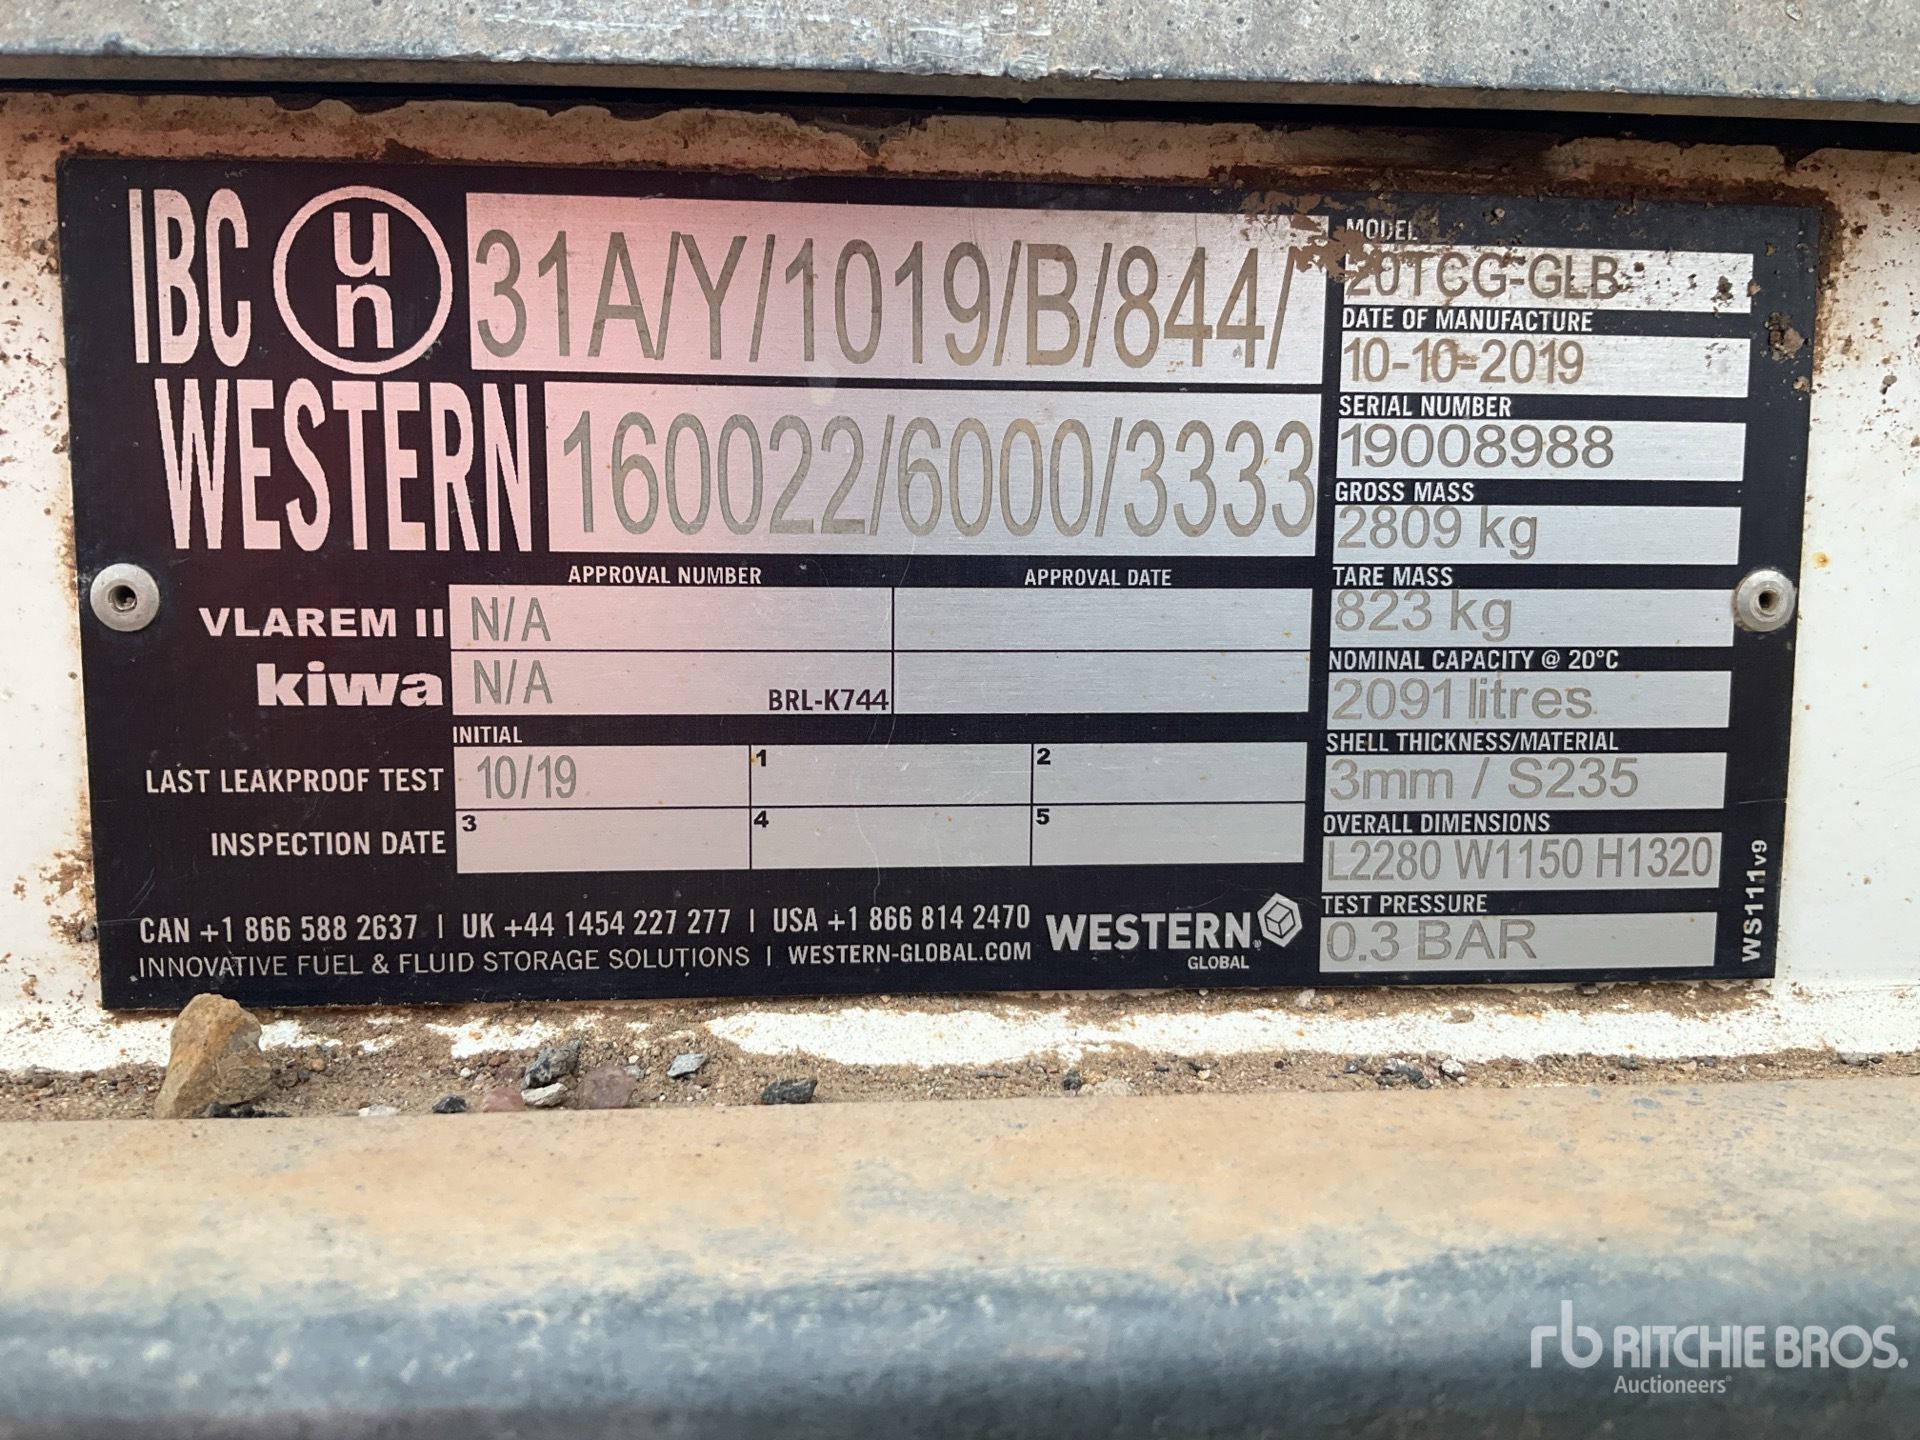 IBC un 31A/Y/1019/B/844/
WESTERN 160022/6000/3333
APPROVAL NUMBER APPROVAL DATE
VLAREM II N/A
kiwa N/A BRL-K744
INITIAL
LAST LEAKPROOF TEST 10/19 1 2
INSPECTION DATE 3 4 5
CAN +1 866 588 2637 | UK +44 1454 227 277 | USA +1 866 814 2470
INNOVATIVE FUEL & FLUID STORAGE SOLUTIONS | WESTERN-GLOBAL.COM
WESTERN®
GLOBAL
MODEL
20TCG-GLB
DATE OF MANUFACTURE
10-10-2019
SERIAL NUMBER
19008988
GROSS MASS
2809 kg
TARE MASS
823 kg
NOMINAL CAPACITY @ 20°C
2091 litres
SHELL THICKNESS/MATERIAL
3mm / S235
OVERALL DIMENSIONS
L2280 W1150 H1320
TEST PRESSURE
0.3 BAR
WS111v9
rb RITCHIE BROS.
Auctioneers